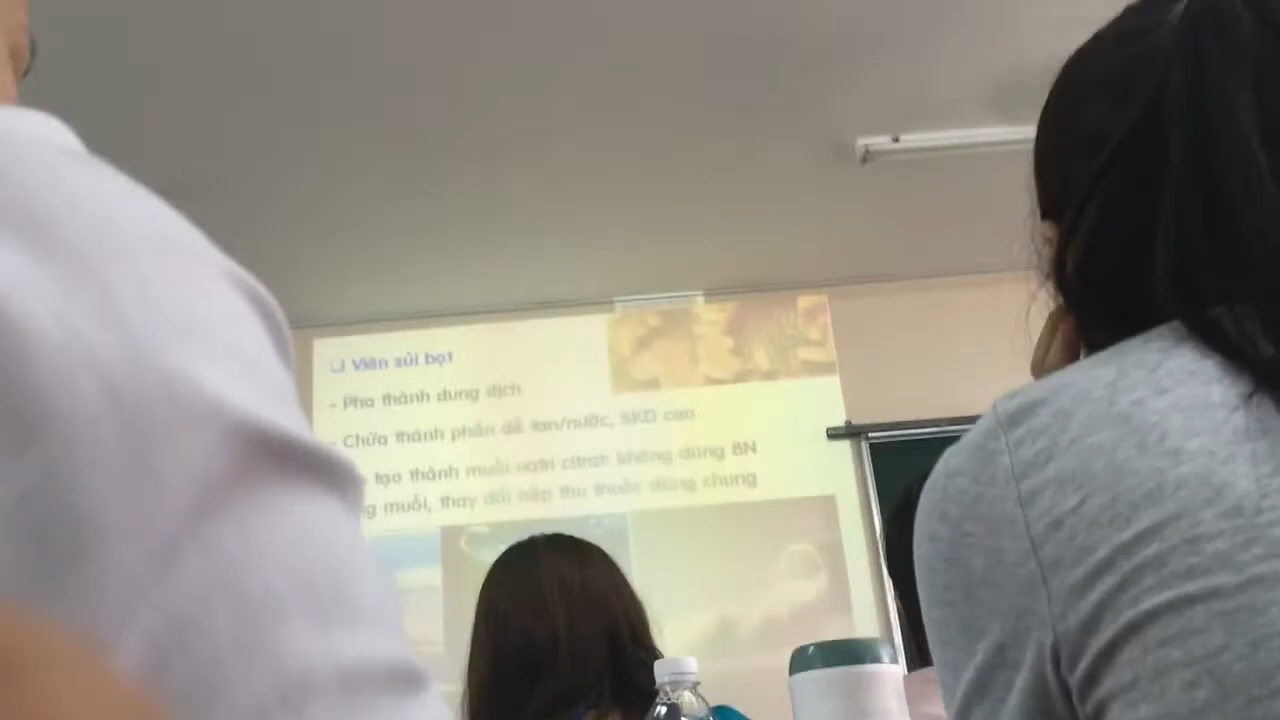 ❑ Viên sủi bọt
- Pha thành dung dịch
- Chứa thành phần dễ tan/nước, SKD cao
tạo thành muối natri citrat: không dùng BN
g muối, thay đổi hấp thu thuốc dùng chung